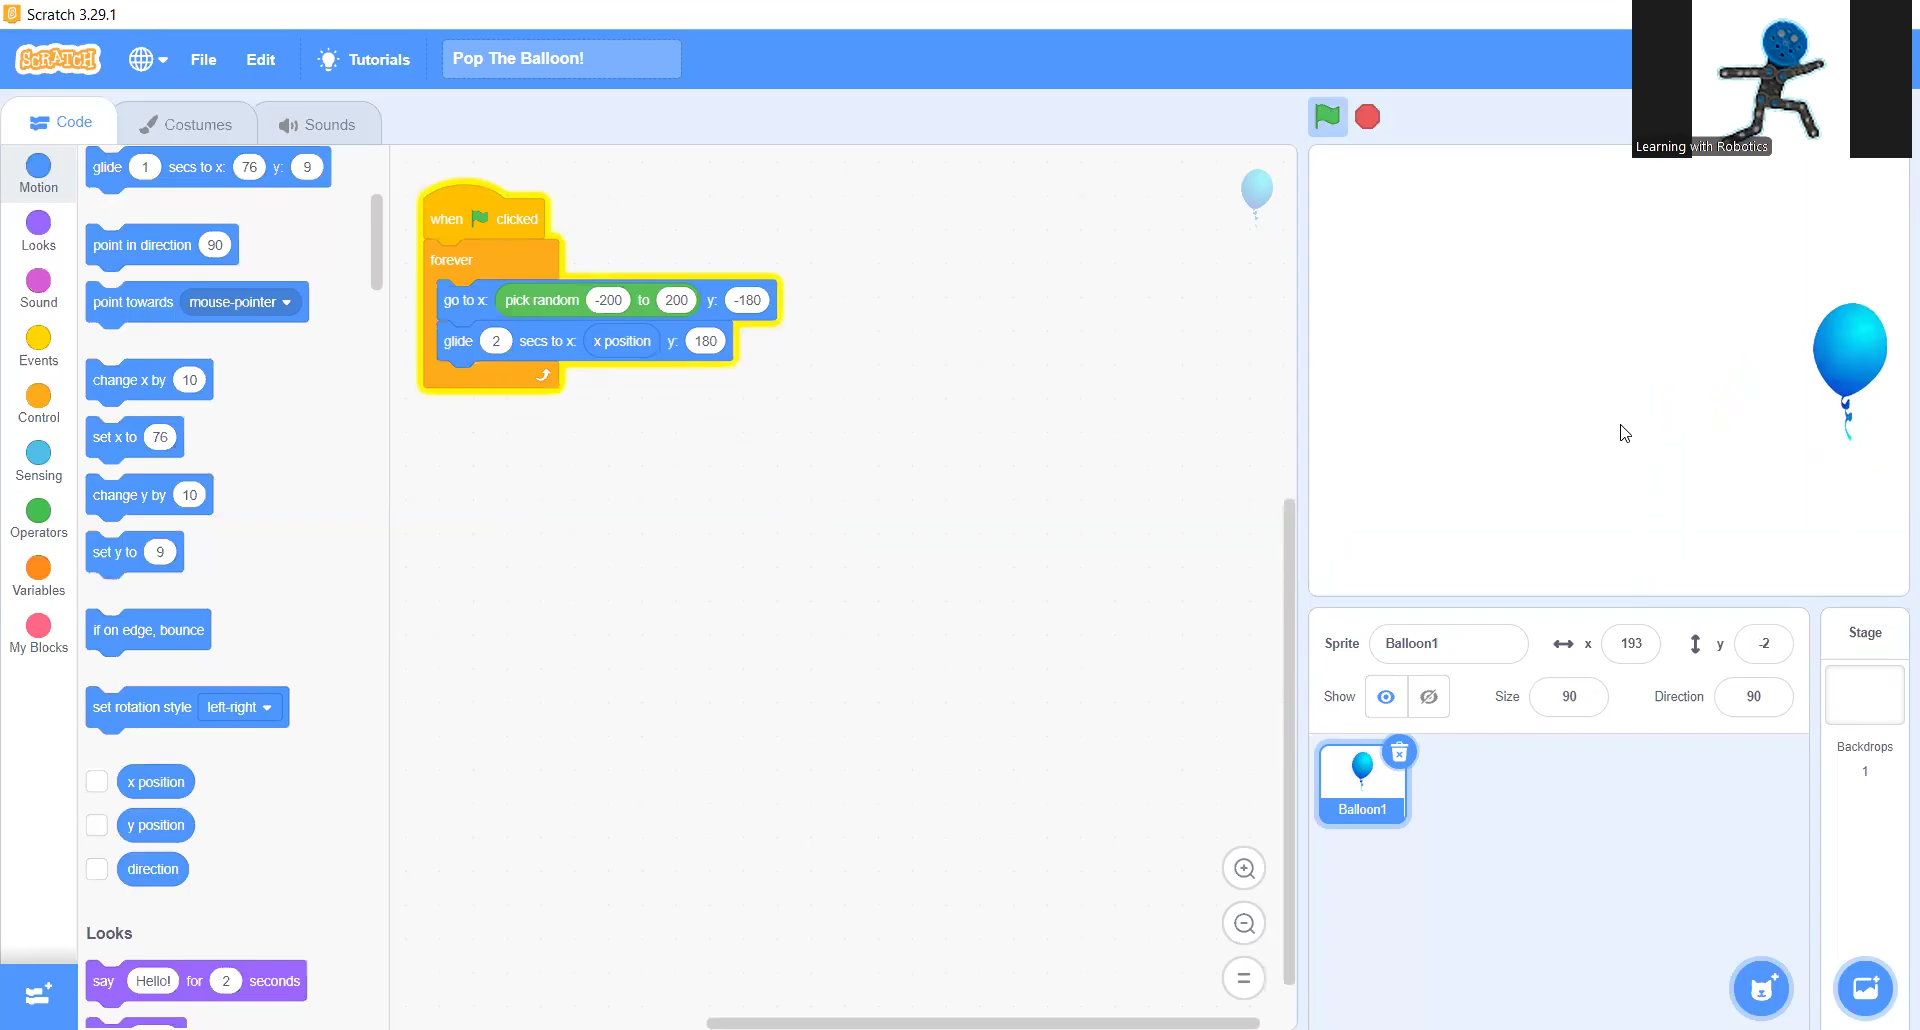 Scratch 3.29.1
SCRATCH
File
Edit
Tutorials
Pop The Balloon!
Learning with Robotics
Code
Costumes
Sounds
Motion
Looks
Sound
Events
Control
Sensing
Operators
Variables
My Blocks
glide 1 secs to x: 76 y: 9
point in direction 90
point towards mouse-pointer
change x by 10
set x to 76
change y by 10
set y to 9
if on edge, bounce
set rotation style left-right
x position
y position
direction
Looks
say Hello! for 2 seconds
when clicked
forever
go to x: pick random -200 to 200 y: -180
glide 2 secs to x: x position y: 180
Sprite Balloon1 x 193 y -2
Show Size 90 Direction 90
Balloon1
Stage
Backdrops
1